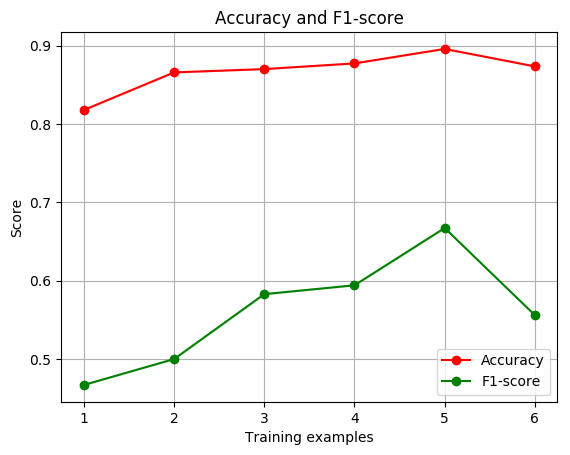 Accuracy and F1-score
0.9
0.8
0.7
0.6
0.5
Score
Accuracy
F1-score
1 2 3 4 5 6
Training examples